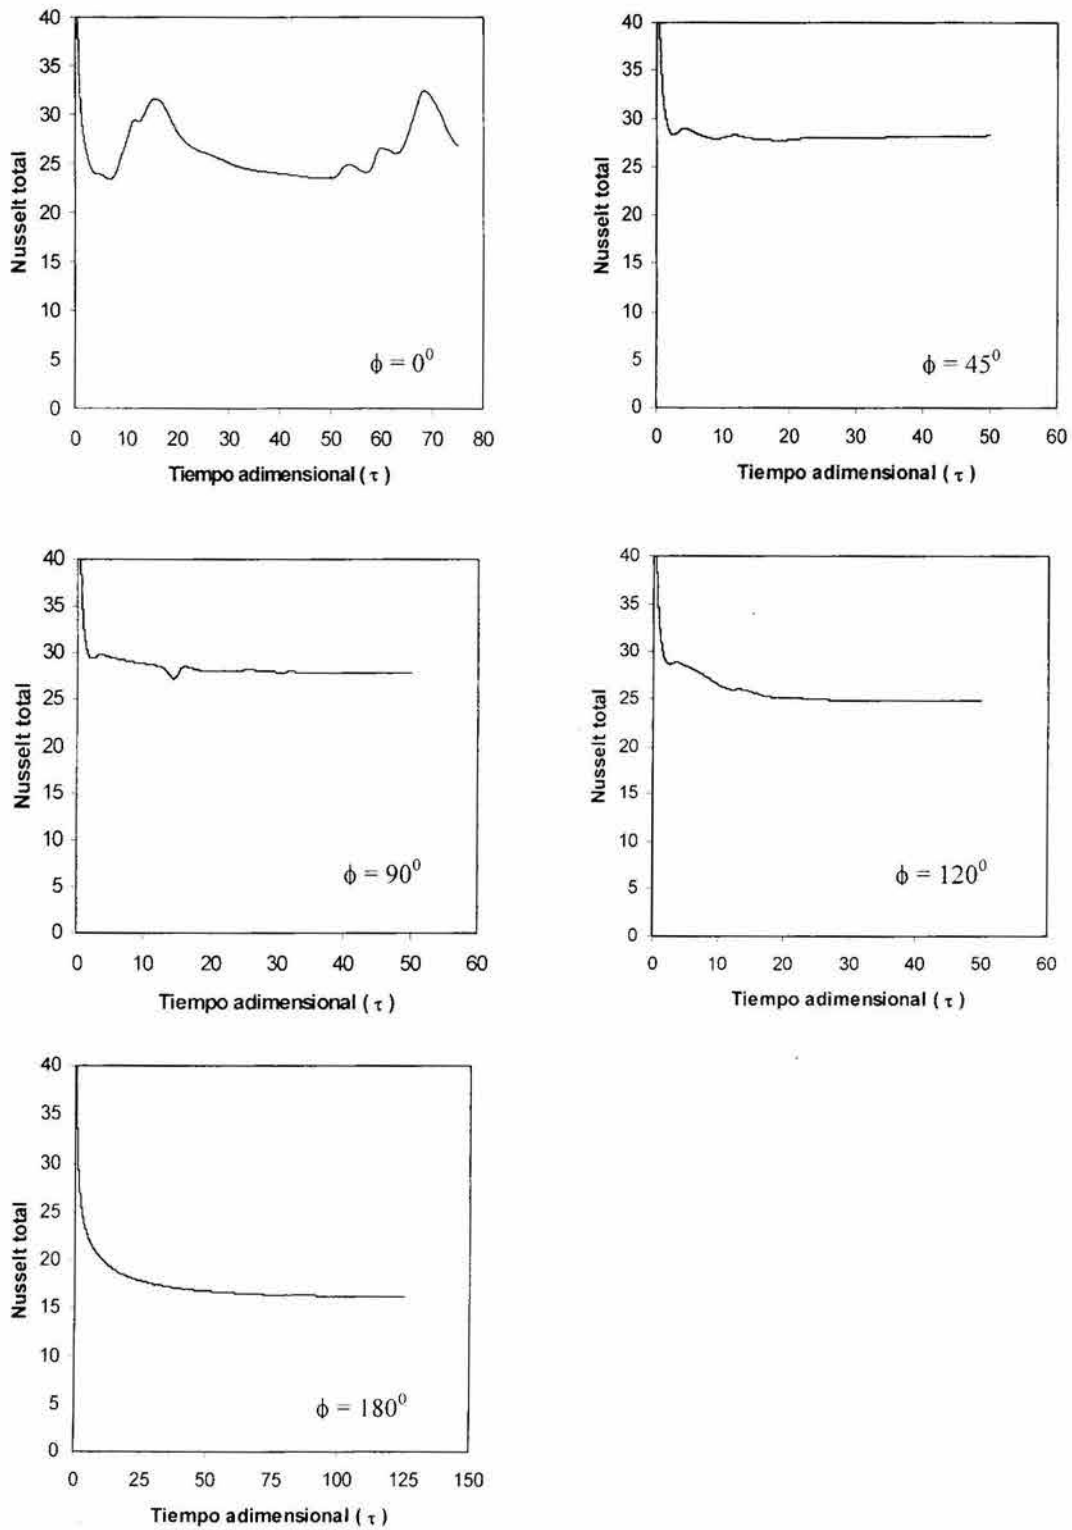 40
35
30
25
20
15
10
5
0
Nusselt total
ϕ = 0⁰
0 10 20 30 40 50 60 70 80
Tiempo adimensional ( τ )
40
35
30
25
20
15
10
5
0
Nusselt total
ϕ = 45⁰
0 10 20 30 40 50 60
Tiempo adimensional ( τ )
40
35
30
25
20
15
10
5
0
Nusselt total
ϕ = 90⁰
0 10 20 30 40 50 60
Tiempo adimensional ( τ )
40
35
30
25
20
15
10
5
0
Nusselt total
ϕ = 120⁰
0 10 20 30 40 50 60
Tiempo adimensional ( τ )
40
35
30
25
20
15
10
5
0
Nusselt total
ϕ = 180⁰
0 25 50 75 100 125 150
Tiempo adimensional ( τ )